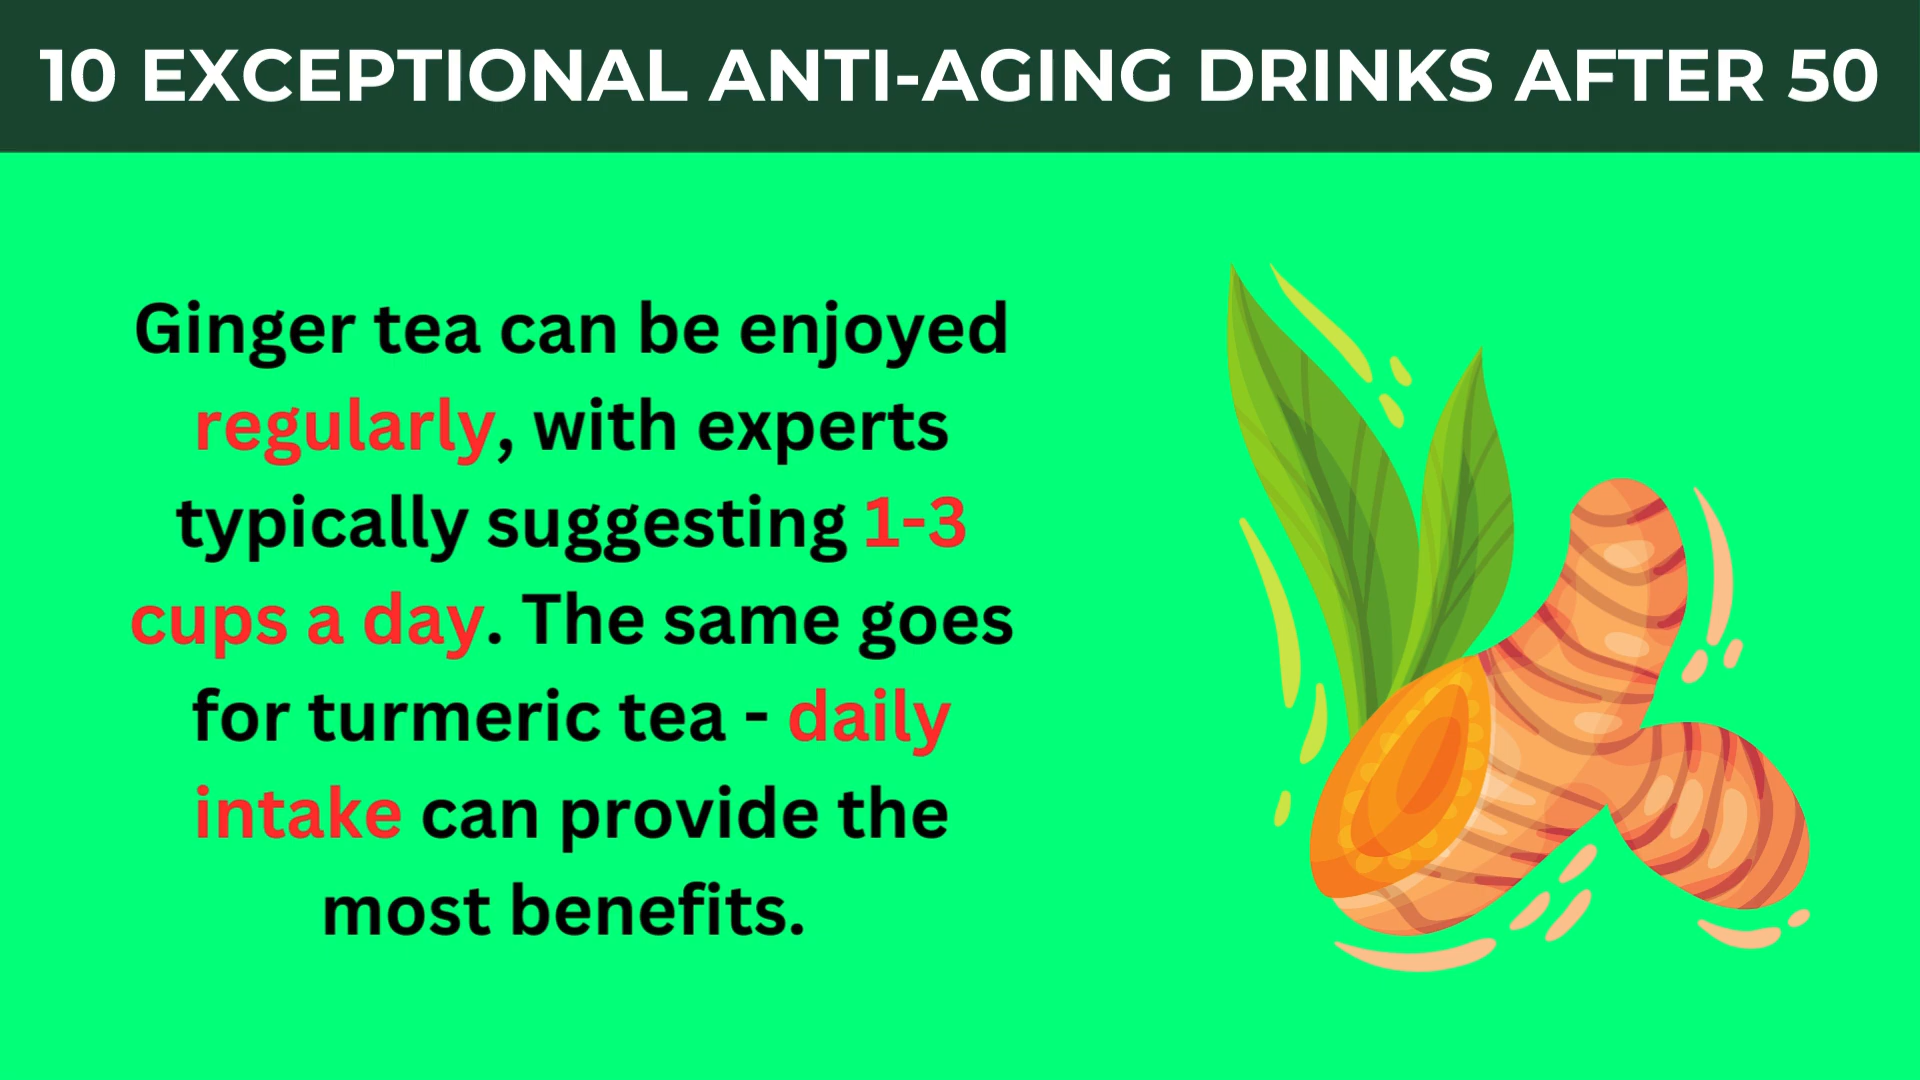 10 EXCEPTIONAL ANTI-AGING DRINKS AFTER 50
Ginger tea can be enjoyed
regularly, with experts
typically suggesting 1-3
cups a day. The same goes
for turmeric tea - daily
intake can provide the
most benefits.